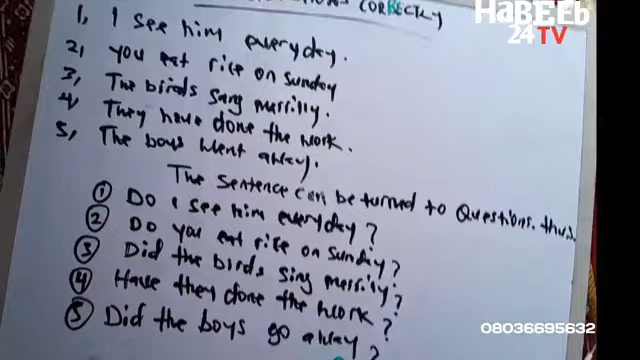 CORRECTLY
HABEEB
24TV
1, I see him everyday.
2, You eat rice on Sunday
3, The birds sang merrily.
4, They have done the work.
5, The boys went away.
The sentence can be turned to Questions. thus.
① Do I see him everyday?
② Do you eat rice on Sunday?
③ Did the birds sing merrily?
④ Have they done the work?
⑤ Did the boys go away?
08036695632